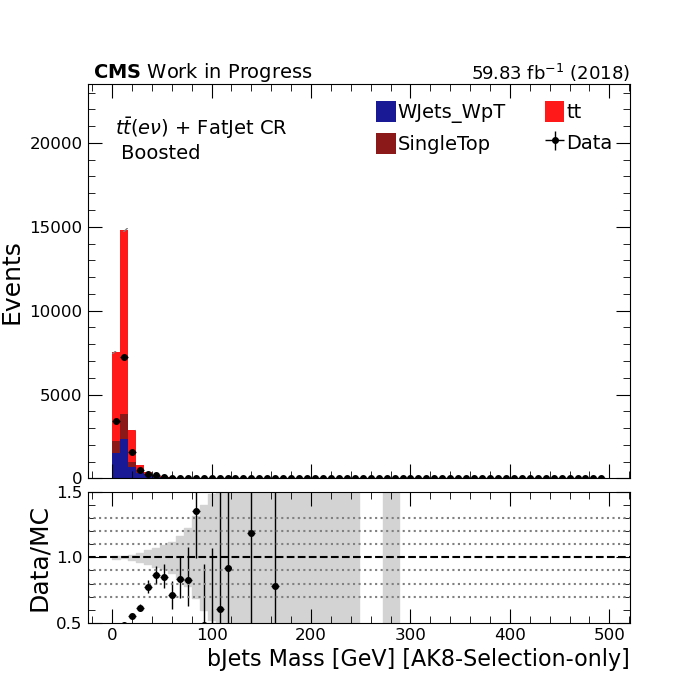 CMS Work in Progress 59.83 fb⁻¹ (2018)
tt̄(eν) + FatJet CR
Boosted
WJets_WpT
tt
SingleTop
Data
Events
20000
15000
10000
5000
0
Data/MC
1.5
1.0
0.5
0 100 200 300 400 500
bJets Mass [GeV] [AK8-Selection-only]